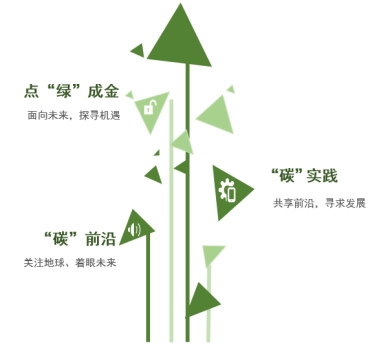 点“绿”成金
面向未来，探寻机遇
“碳”实践
共享前沿，寻求发展
“碳”前沿
关注地球、着眼未来